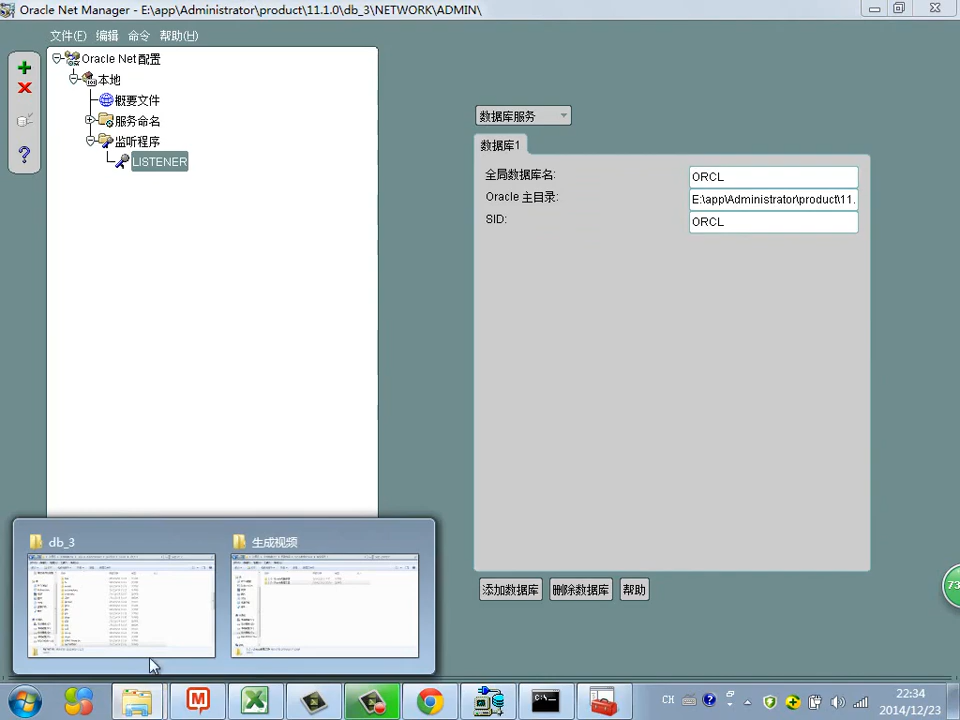 Oracle Net Manager - E:\app\Administrator\product\11.1.0\db_3\NETWORK\ADMIN\
文件(F) 编辑 命令 帮助(H)
Oracle Net 配置
本地
概要文件
服务命名
监听程序
LISTENER
数据库服务
数据库1
全局数据库名:
ORCL
Oracle 主目录:
E:\app\Administrator\product\11.
SID:
ORCL
添加数据库 删除数据库 帮助
db_3
生成视频
73
CH
22:34
2014/12/23